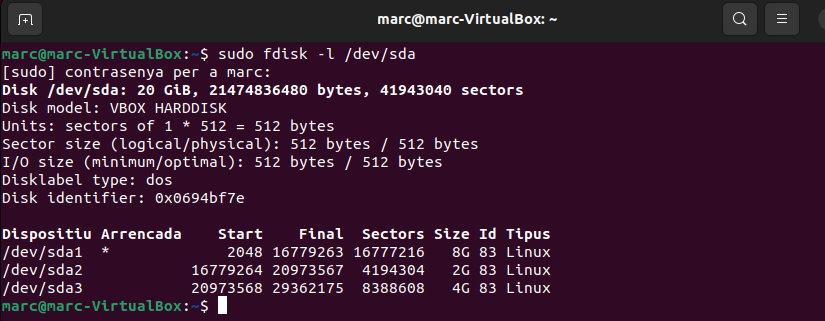 marc@marc-VirtualBox: ~
marc@marc-VirtualBox:~$ sudo fdisk -l /dev/sda
[sudo] contrasenya per a marc:
Disk /dev/sda: 20 GiB, 21474836480 bytes, 41943040 sectors
Disk model: VBOX HARDDISK
Units: sectors of 1 * 512 = 512 bytes
Sector size (logical/physical): 512 bytes / 512 bytes
I/O size (minimum/optimal): 512 bytes / 512 bytes
Disklabel type: dos
Disk identifier: 0x0694bf7e
Dispositiu Arrencada    Start    Final  Sectors Size Id Tipus
/dev/sda1  *             2048 16779263 16777216   8G 83 Linux
/dev/sda2            16779264 20973567  4194304   2G 83 Linux
/dev/sda3            20973568 29362175  8388608   4G 83 Linux
marc@marc-VirtualBox:~$